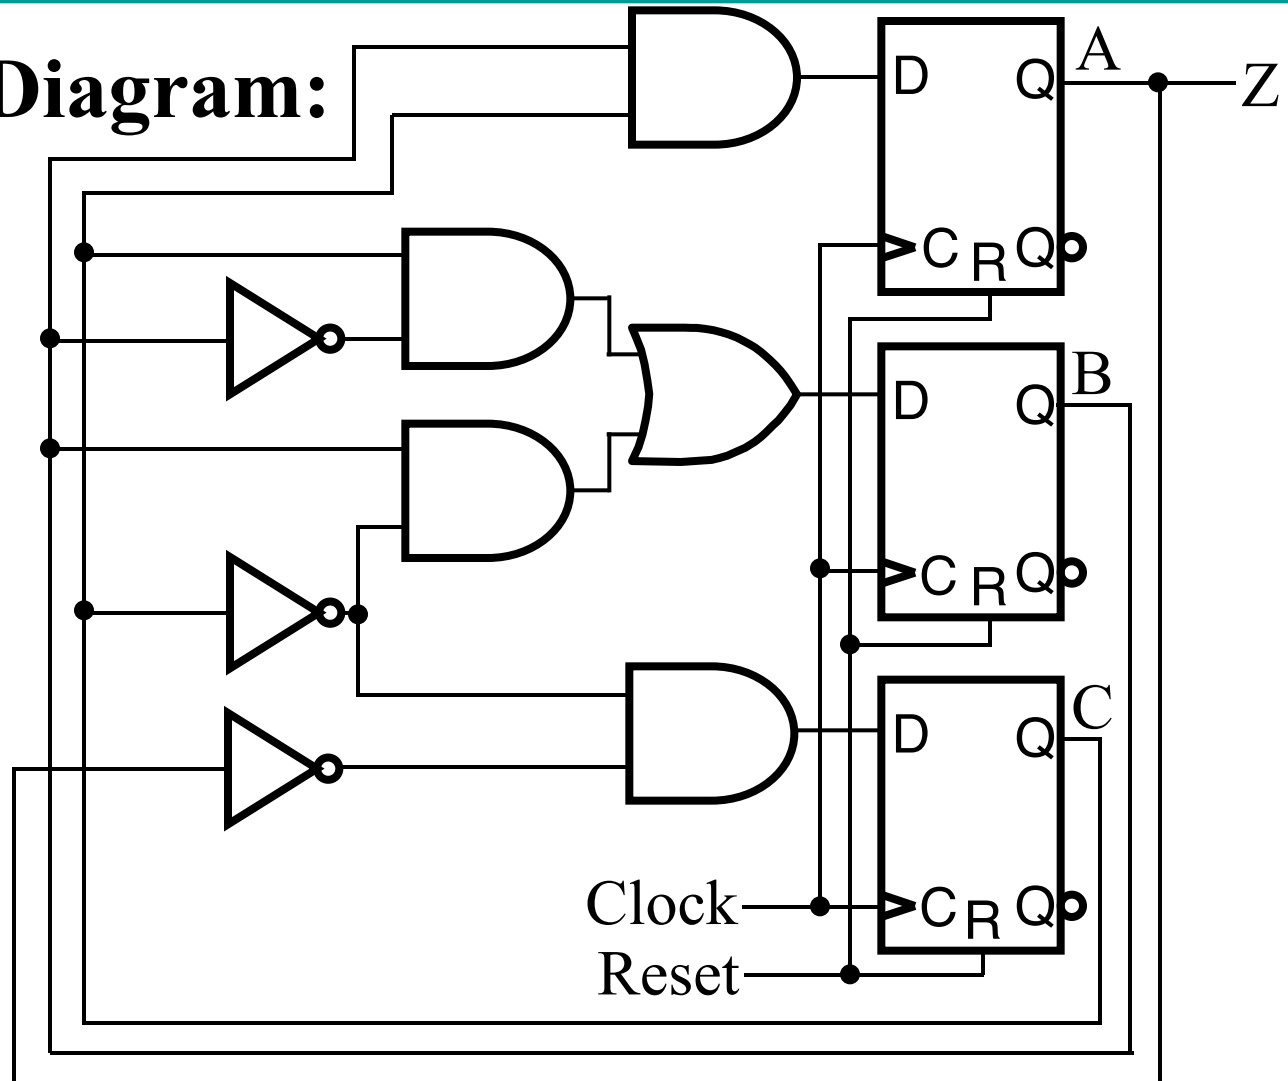 Diagram:
D Q A Z
C R Q
D Q B
C R Q
D Q C
Clock C R Q
Reset